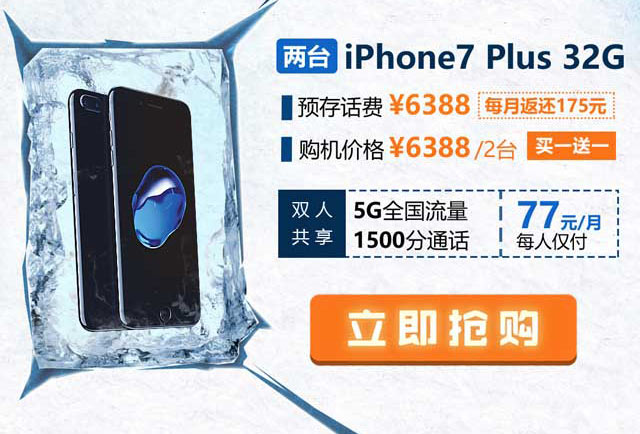 两台 iPhone7 Plus 32G
预存话费 ¥6388 每月返还175元
购机价格 ¥6388 /2台 买一送一
双人共享
5G全国流量
1500分通话
77元/月
每人仅付
立即抢购